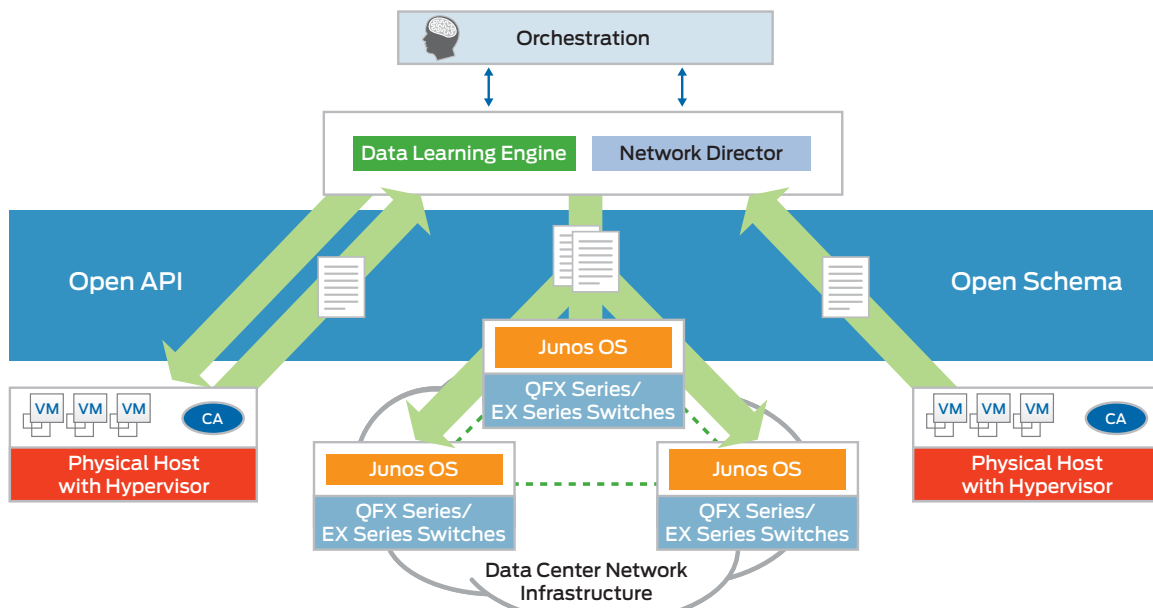 Orchestration
Data Learning Engine
Network Director
Open API
Open Schema
Junos OS
QFX Series/
EX Series Switches
VM VM VM
CA
Physical Host
with Hypervisor
Junos OS
QFX Series/
EX Series Switches
Junos OS
QFX Series/
EX Series Switches
VM VM VM
CA
Physical Host
with Hypervisor
Data Center Network
Infrastructure